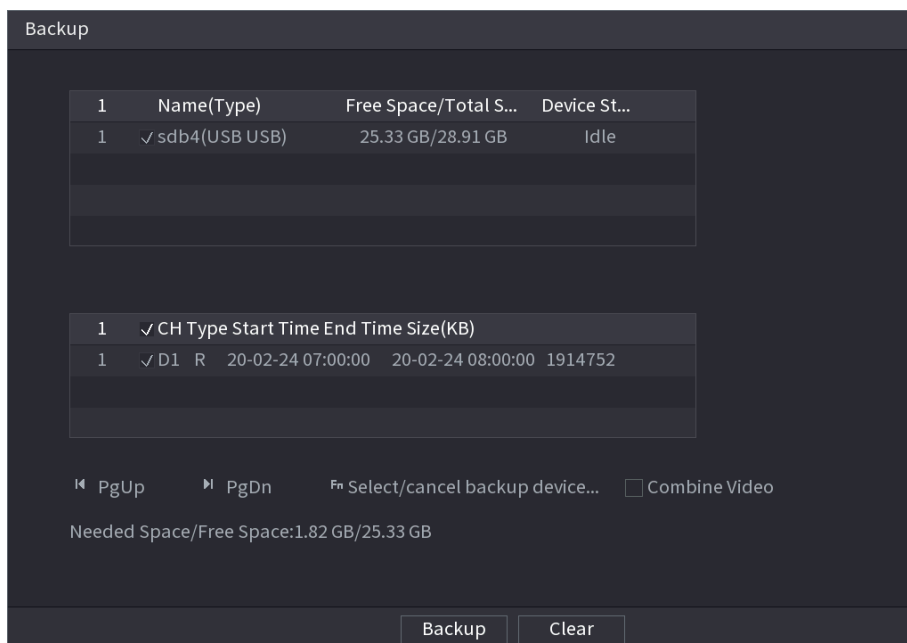 Backup
1 Name(Type) Free Space/Total S... Device St...
1 sdb4(USB USB) 25.33 GB/28.91 GB Idle
1 CH Type Start Time End Time Size(KB)
1 D1 R 20-02-24 07:00:00 20-02-24 08:00:00 1914752
PgUp PgDn Fn Select/cancel backup device... Combine Video
Needed Space/Free Space:1.82 GB/25.33 GB
Backup Clear